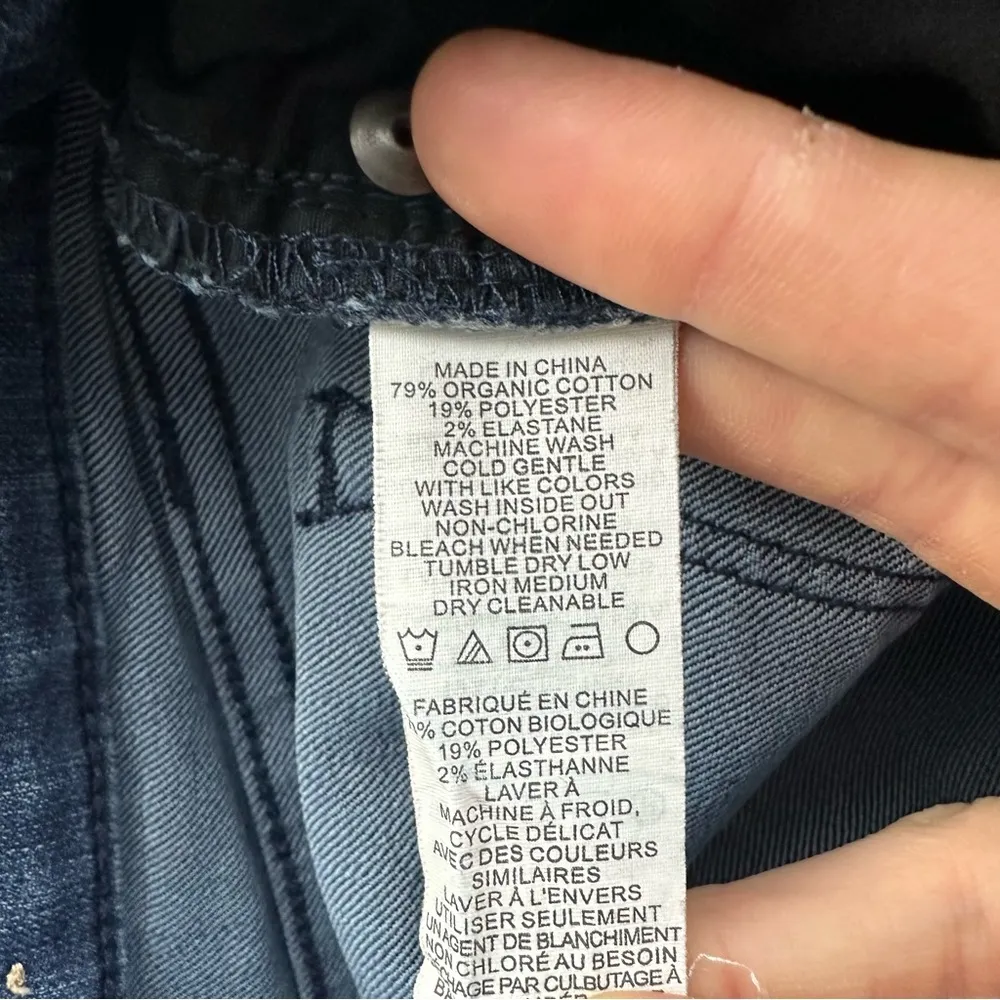 MADE IN CHINA
79% ORGANIC COTTON
19% POLYESTER
2% ELASTANE
MACHINE WASH
COLD GENTLE
WITH LIKE COLORS
WASH INSIDE OUT
NON-CHLORINE
BLEACH WHEN NEEDED
TUMBLE DRY LOW
IRON MEDIUM
DRY CLEANABLE
FABRIQUÉ EN CHINE
% COTON BIOLOGIQUE
19% POLYESTER
2% ÉLASTHANNE
LAVER À
MACHINE À FROID,
CYCLE DÉLICAT
AVEC DES COULEURS
SIMILAIRES
LAVER À L'ENVERS
UTILISER SEULEMENT
UN AGENT DE BLANCHIMENT
NON CHLORÉ AU BESOIN
PAR CULBUTAGE À